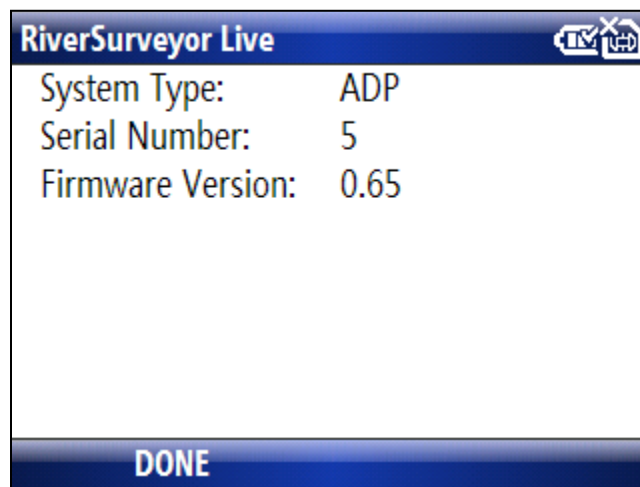 RiverSurveyor Live
System Type: ADP
Serial Number: 5
Firmware Version: 0.65
DONE